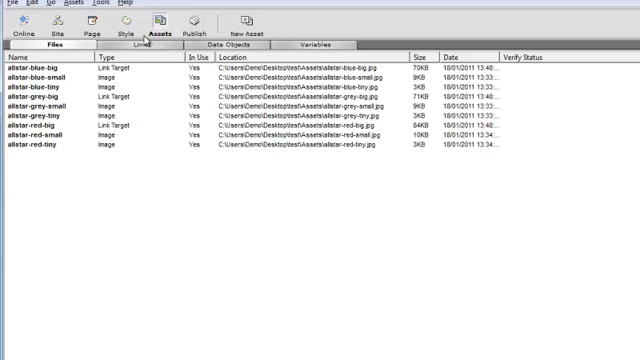 File Edit Go Assets Tools Help
Online Site Page Style Assets Publish New Asset
Files Links Data Objects Variables
Name Type In Use Location Size Date Verify Status
allstar-blue-big Link Target Yes C:\Users\Demo\Desktop\test\Assets\allstar-blue-big.jpg 70KB 18/01/2011 13:48:...
allstar-blue-small Image Yes C:\Users\Demo\Desktop\test\Assets\allstar-blue-small.jpg 9KB 18/01/2011 13:33:...
allstar-blue-tiny Image Yes C:\Users\Demo\Desktop\test\Assets\allstar-blue-tiny.jpg 3KB 18/01/2011 13:33:...
allstar-grey-big Link Target Yes C:\Users\Demo\Desktop\test\Assets\allstar-grey-big.jpg 71KB 18/01/2011 13:48:...
allstar-grey-small Image Yes C:\Users\Demo\Desktop\test\Assets\allstar-grey-small.jpg 9KB 18/01/2011 13:33:...
allstar-grey-tiny Image Yes C:\Users\Demo\Desktop\test\Assets\allstar-grey-tiny.jpg 3KB 18/01/2011 13:33:...
allstar-red-big Link Target Yes C:\Users\Demo\Desktop\test\Assets\allstar-red-big.jpg 84KB 18/01/2011 13:48:...
allstar-red-small Image Yes C:\Users\Demo\Desktop\test\Assets\allstar-red-small.jpg 10KB 18/01/2011 13:34:...
allstar-red-tiny Image Yes C:\Users\Demo\Desktop\test\Assets\allstar-red-tiny.jpg 3KB 18/01/2011 13:34:...